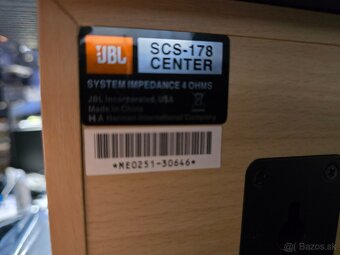 JBL
SCS-178
CENTER
SYSTEM IMPEDANCE 4 OHMS
JBL Incorporated, USA
Made in China
H A Harman International Company
*ME0251-30646*
Bazos.sk